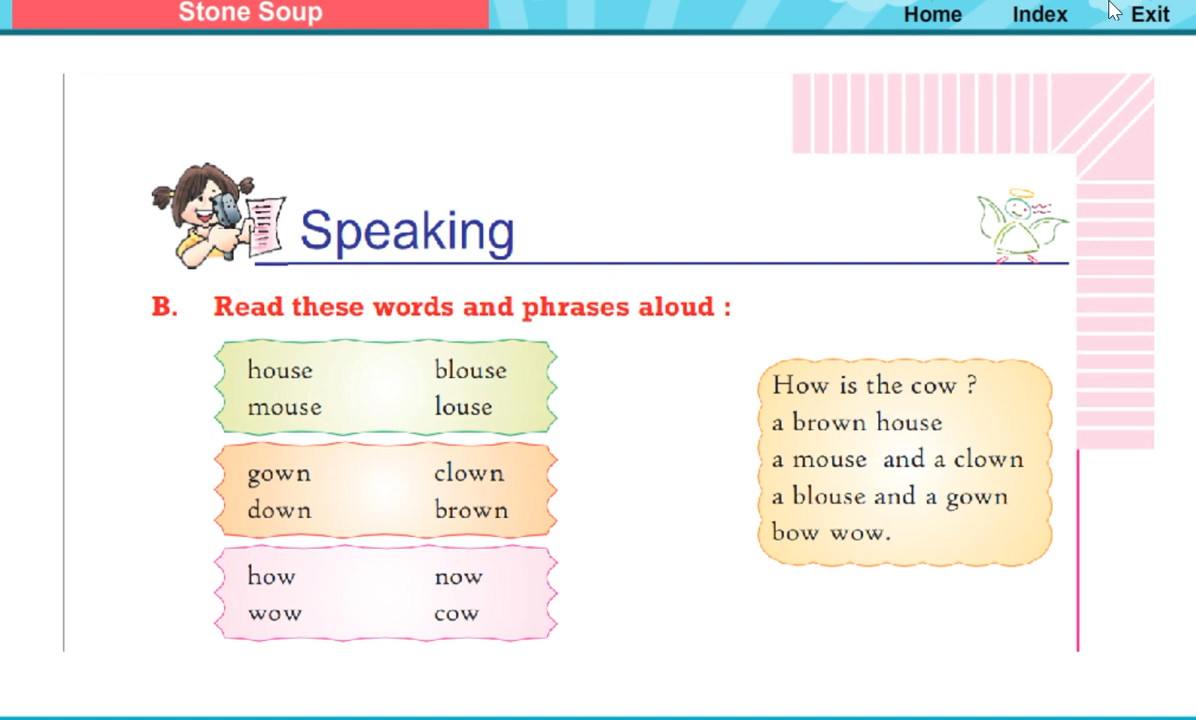 Stone Soup
Home Index Exit
Speaking
B. Read these words and phrases aloud :
house blouse
mouse louse
gown clown
down brown
how now
wow cow
How is the cow ?
a brown house
a mouse and a clown
a blouse and a gown
bow wow.